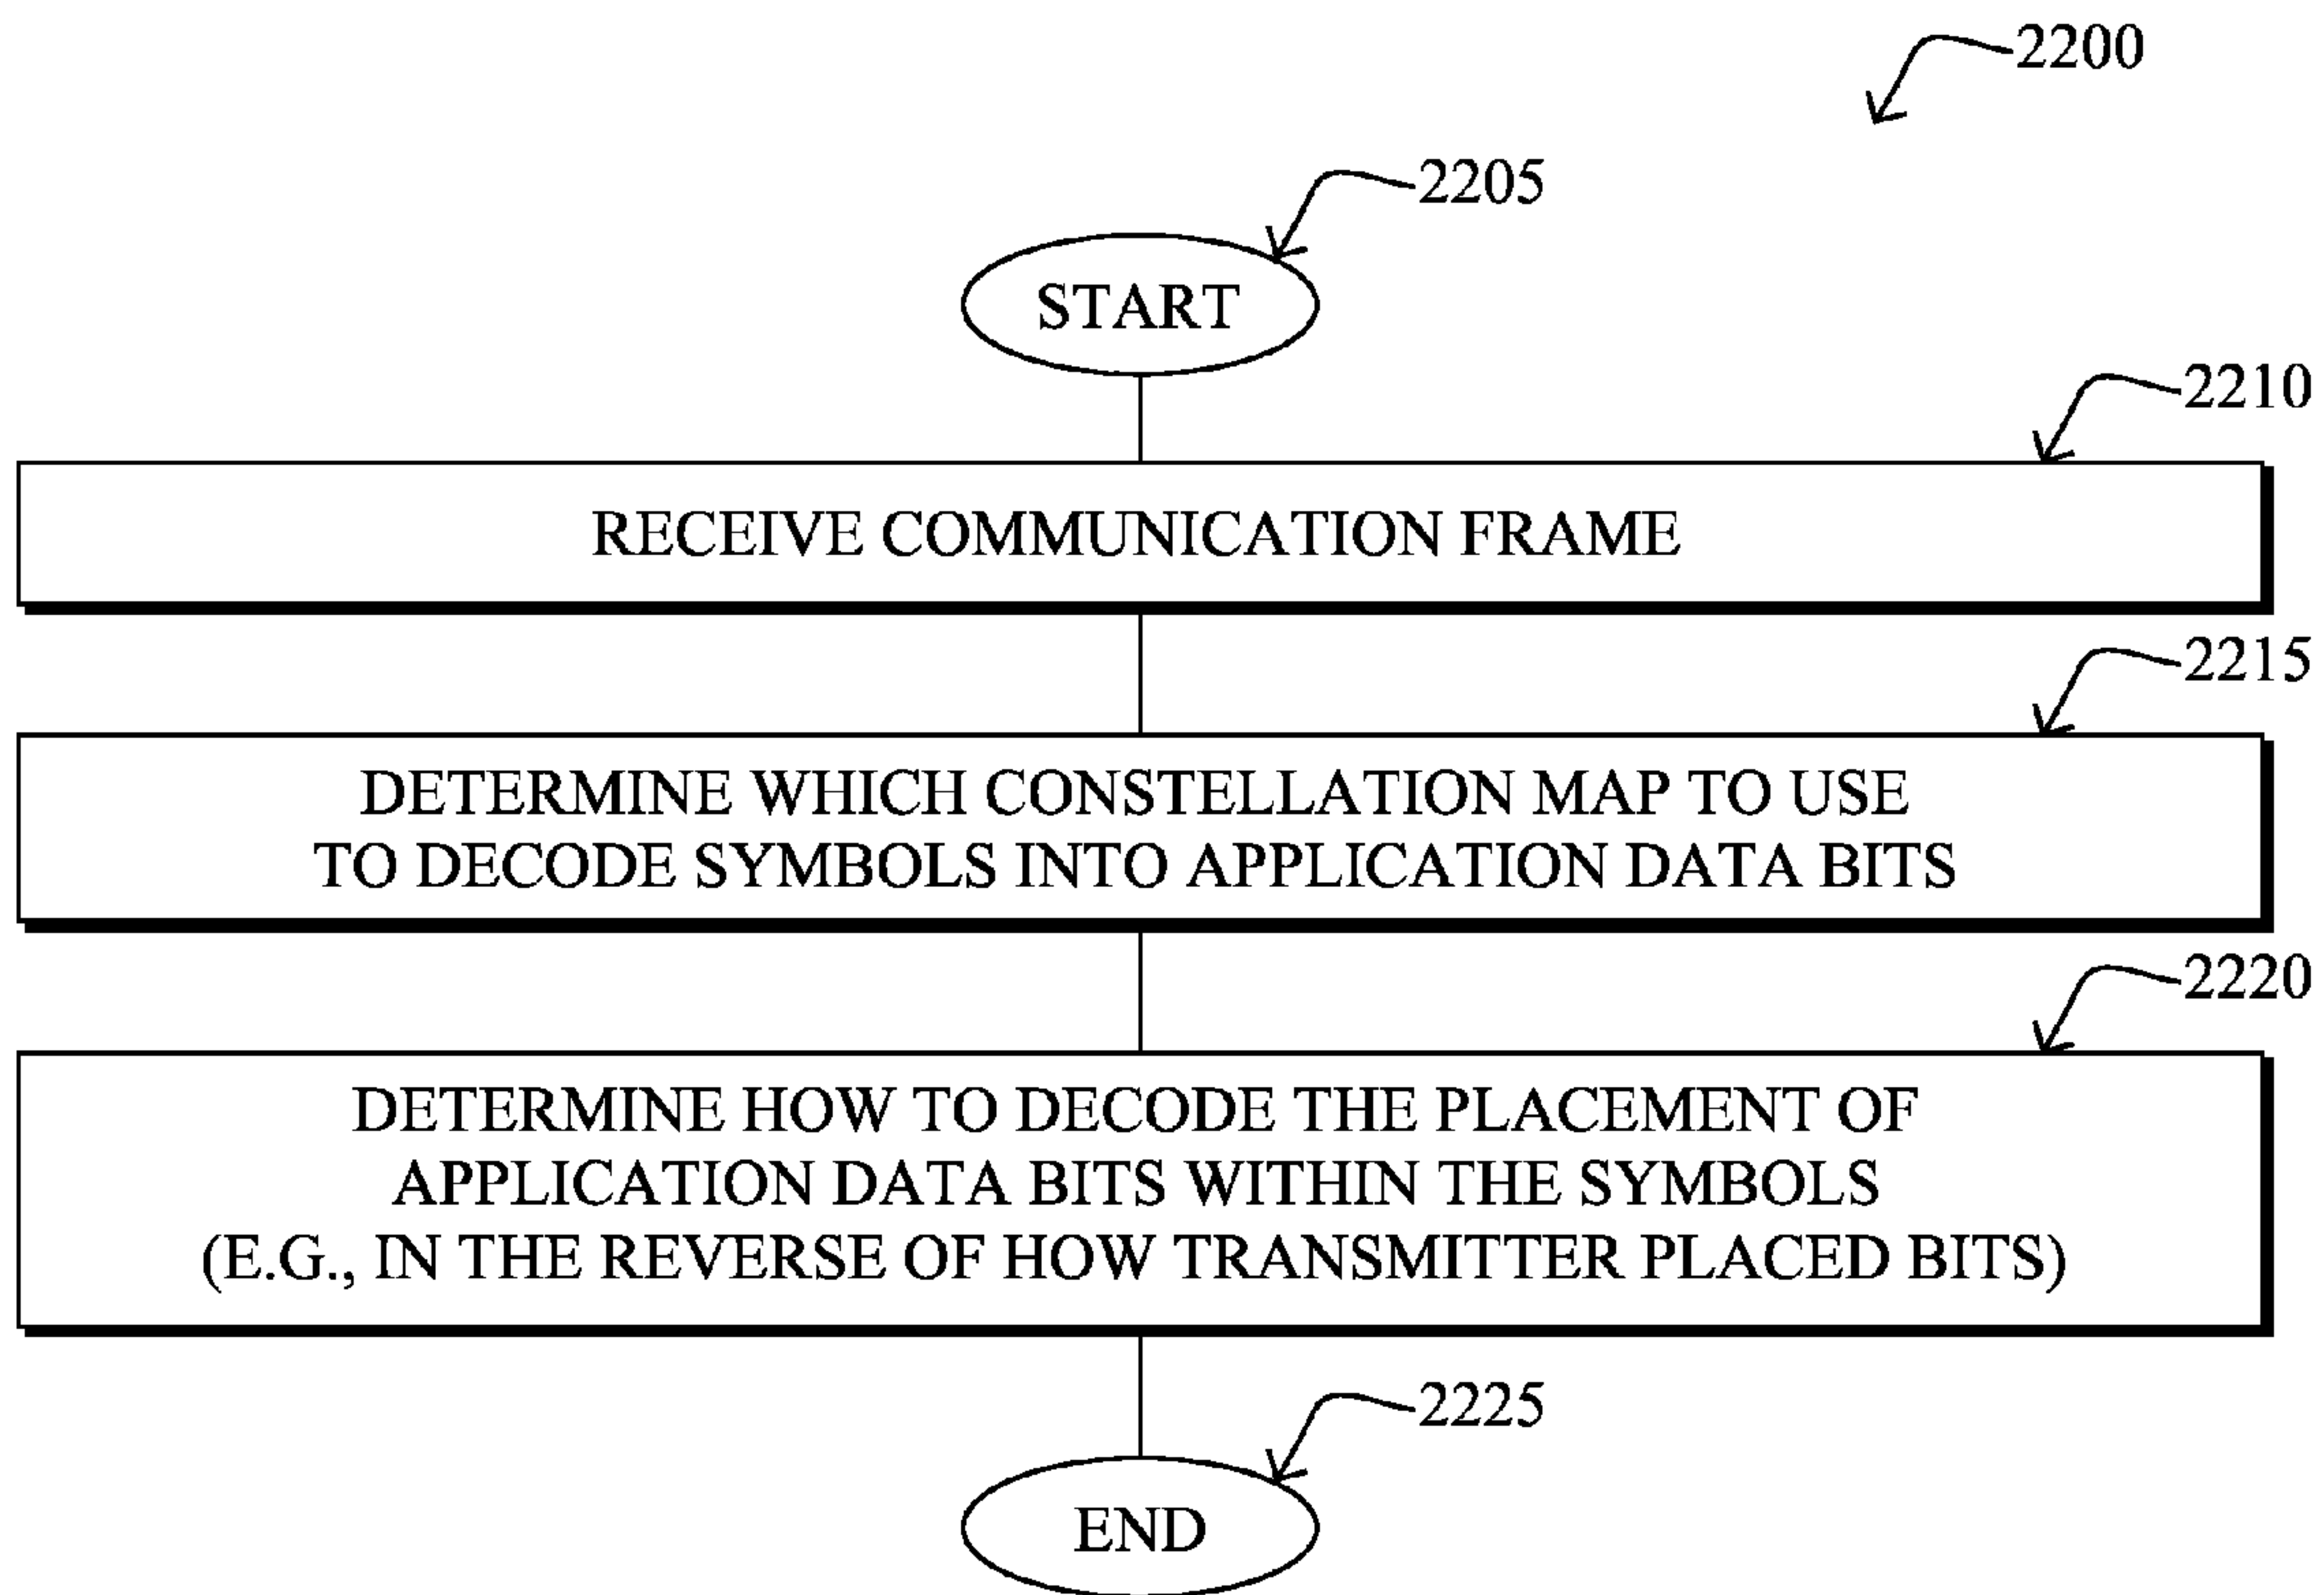 2200
2205
START
2210
RECEIVE COMMUNICATION FRAME
2215
DETERMINE WHICH CONSTELLATION MAP TO USE
TO DECODE SYMBOLS INTO APPLICATION DATA BITS
2220
DETERMINE HOW TO DECODE THE PLACEMENT OF
APPLICATION DATA BITS WITHIN THE SYMBOLS
(E.G., IN THE REVERSE OF HOW TRANSMITTER PLACED BITS)
2225
END